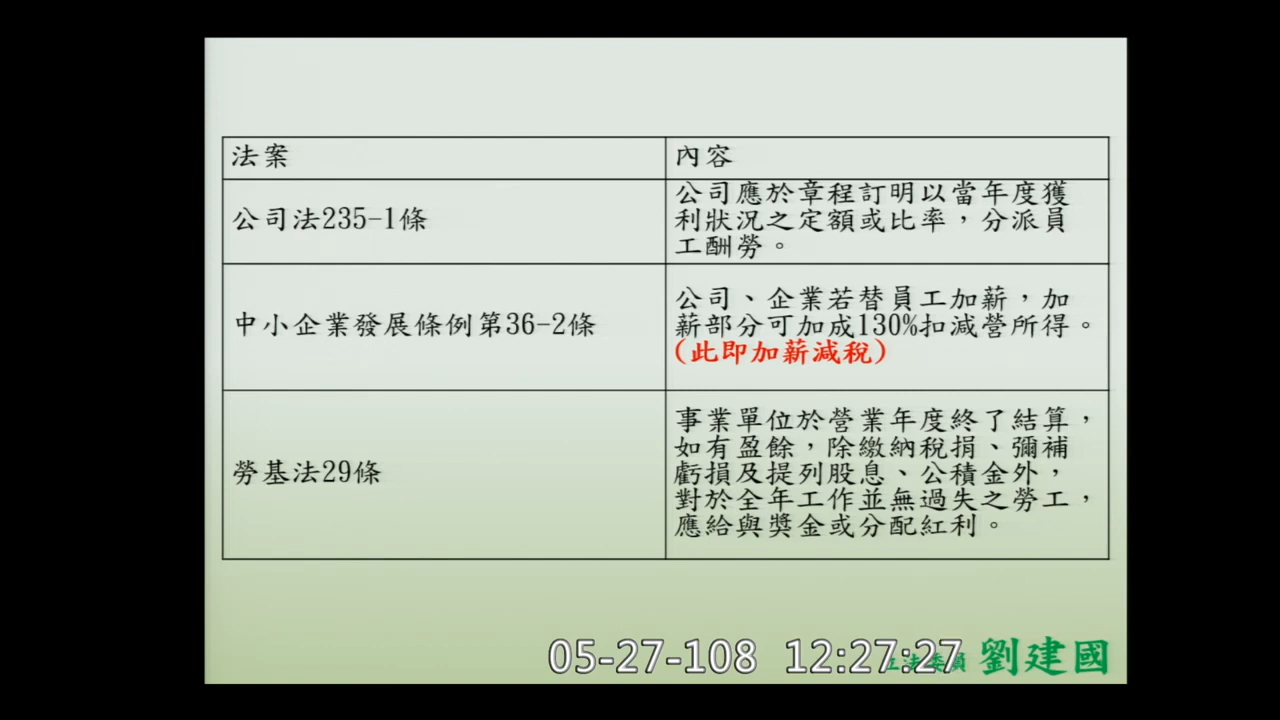 法案
內容
公司法235-1條
公司應於章程訂明以當年度獲
利狀況之定額或比率，分派員
工酬勞。
中小企業發展條例第36-2條
公司、企業若替員工加薪，加
薪部分可加成130%扣減營所得。
(此即加薪減稅)
勞基法29條
事業單位於營業年度終了結算，
如有盈餘，除繳納稅捐、彌補
虧損及提列股息、公積金外，
對於全年工作並無過失之勞工，
應給與獎金或分配紅利。
05-27-108 12:27:27
立法委員 劉建國